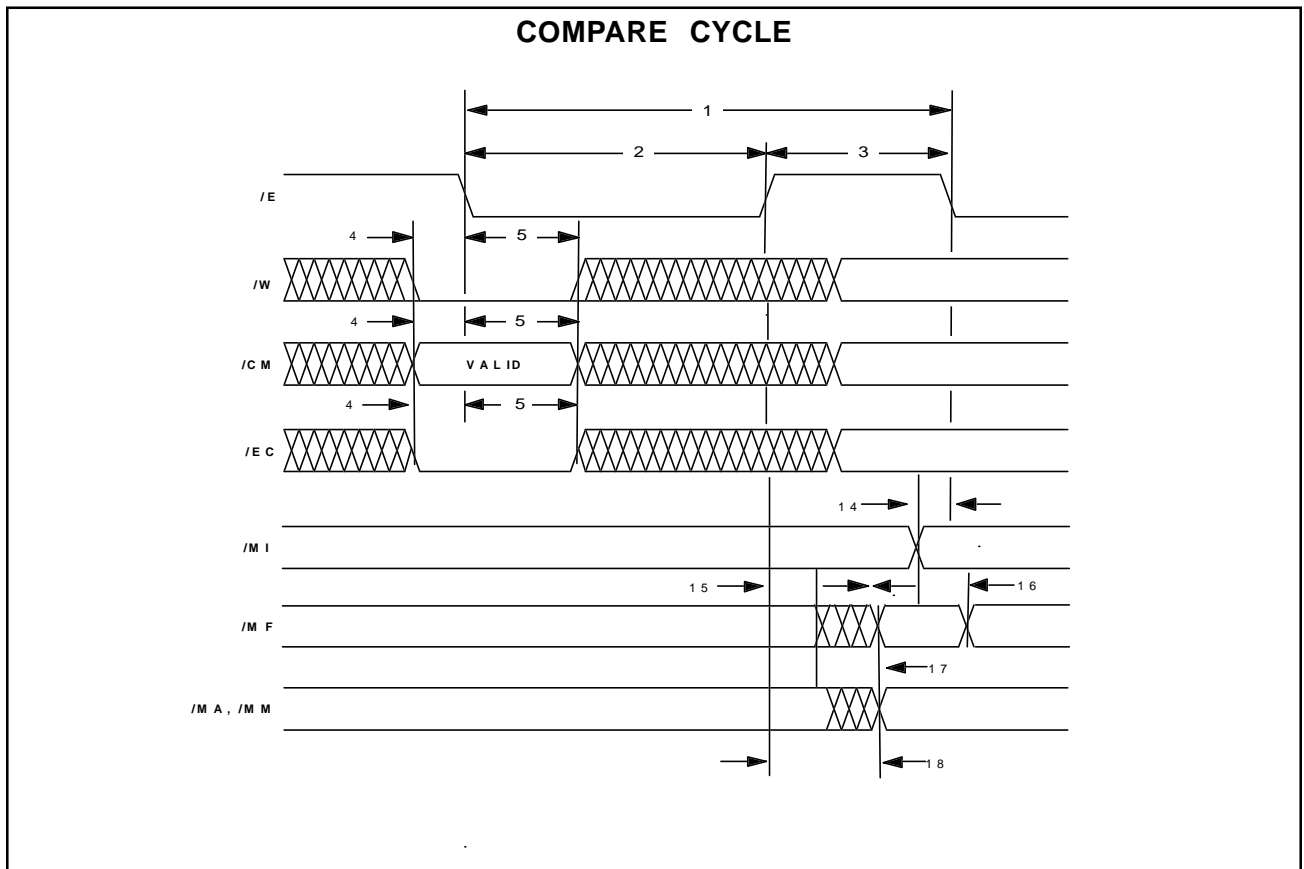 COMPARE CYCLE
1
2 3
/E
4 5
/W
4 5
/CM VALID
4 5
/EC
14
/MI
15 16
/MF
17
/MA, /MM
18